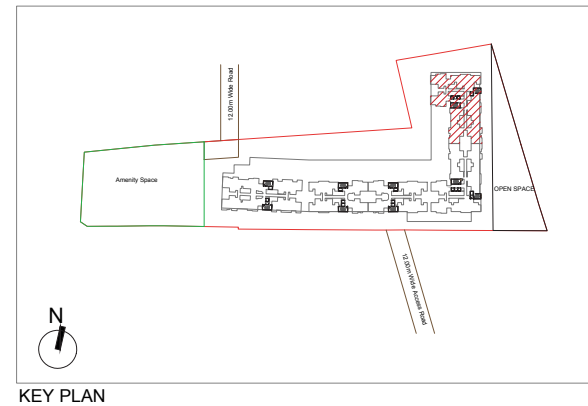 12.00m Wide Road
Amenity Space
OPEN SPACE
12.00m Wide Access Road
N
KEY PLAN